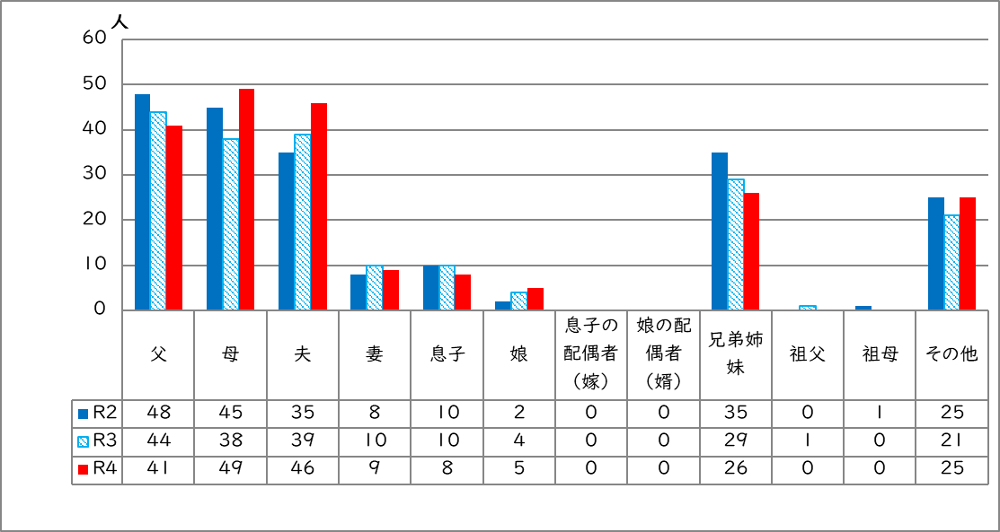 人
60
50
40
30
20
10
0
父 母 夫 妻 息子 娘 息子の配偶者（嫁） 娘の配偶者（婿） 兄弟姉妹 祖父 祖母 その他
R2 48 45 35 8 10 2 0 0 35 0 1 25
R3 44 38 39 10 10 4 0 0 29 1 0 21
R4 41 49 46 9 8 5 0 0 26 0 0 25